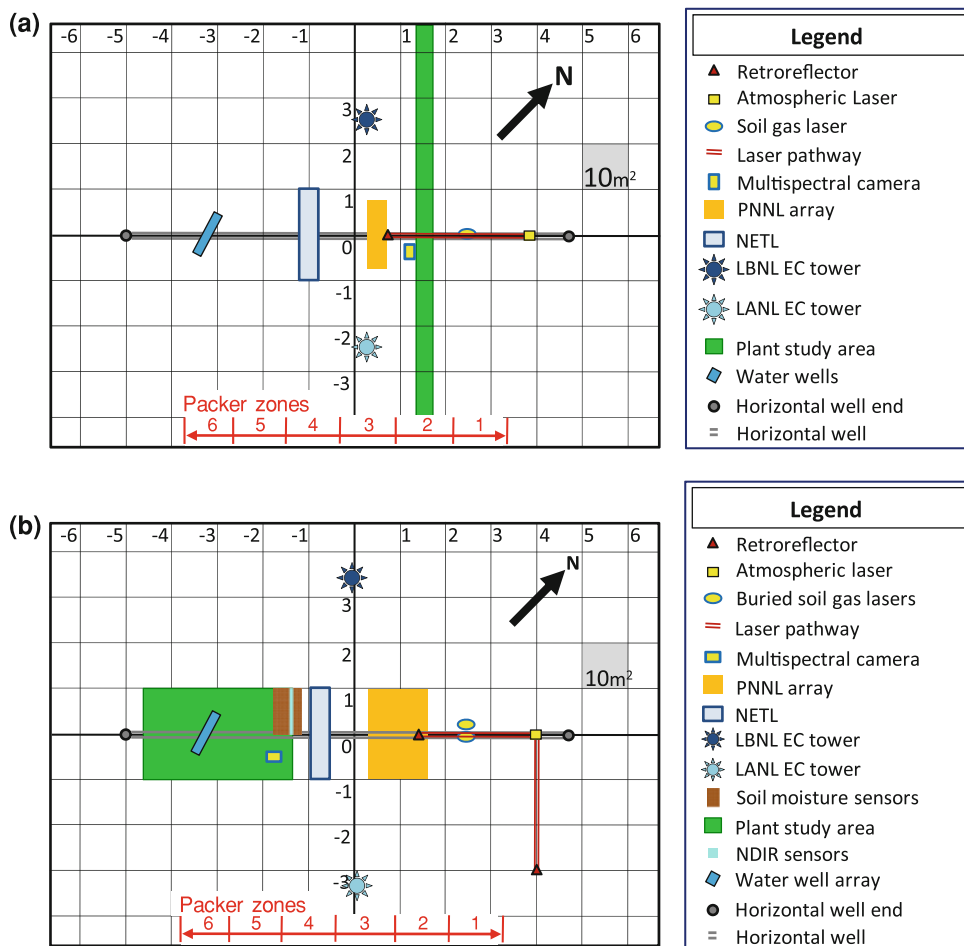 (a)
-6 -5 -4 -3 -2 -1 1 2 3 4 5 6
N
3
2
10m²
1
0
-1
-2
-3
Packer zones
6 5 4 3 2 1
Legend
Retroreflector
Atmospheric Laser
Soil gas laser
Laser pathway
Multispectral camera
PNNL array
NETL
LBNL EC tower
LANL EC tower
Plant study area
Water wells
Horizontal well end
Horizontal well
(b)
-6 -5 -4 -3 -2 -1 1 2 3 4 5 6
N
3
2
10m²
1
0
-1
-2
-3
Packer zones
6 5 4 3 2 1
Legend
Retroreflector
Atmospheric laser
Buried soil gas lasers
Laser pathway
Multispectral camera
PNNL array
NETL
LBNL EC tower
LANL EC tower
Soil moisture sensors
Plant study area
NDIR sensors
Water well array
Horizontal well end
Horizontal well